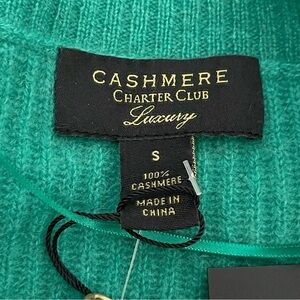 CASHMERE
CHARTER CLUB
Luxury
S
100%
CASHMERE
MADE IN
CHINA